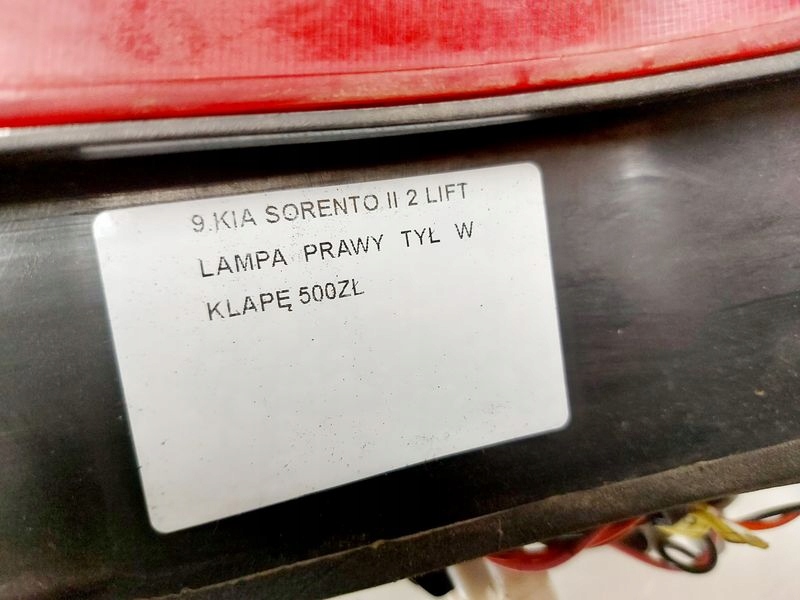 9.KIA SORENTO II 2 LIFT
LAMPA PRAWY TYŁ W
KLAPĘ 500ZŁ